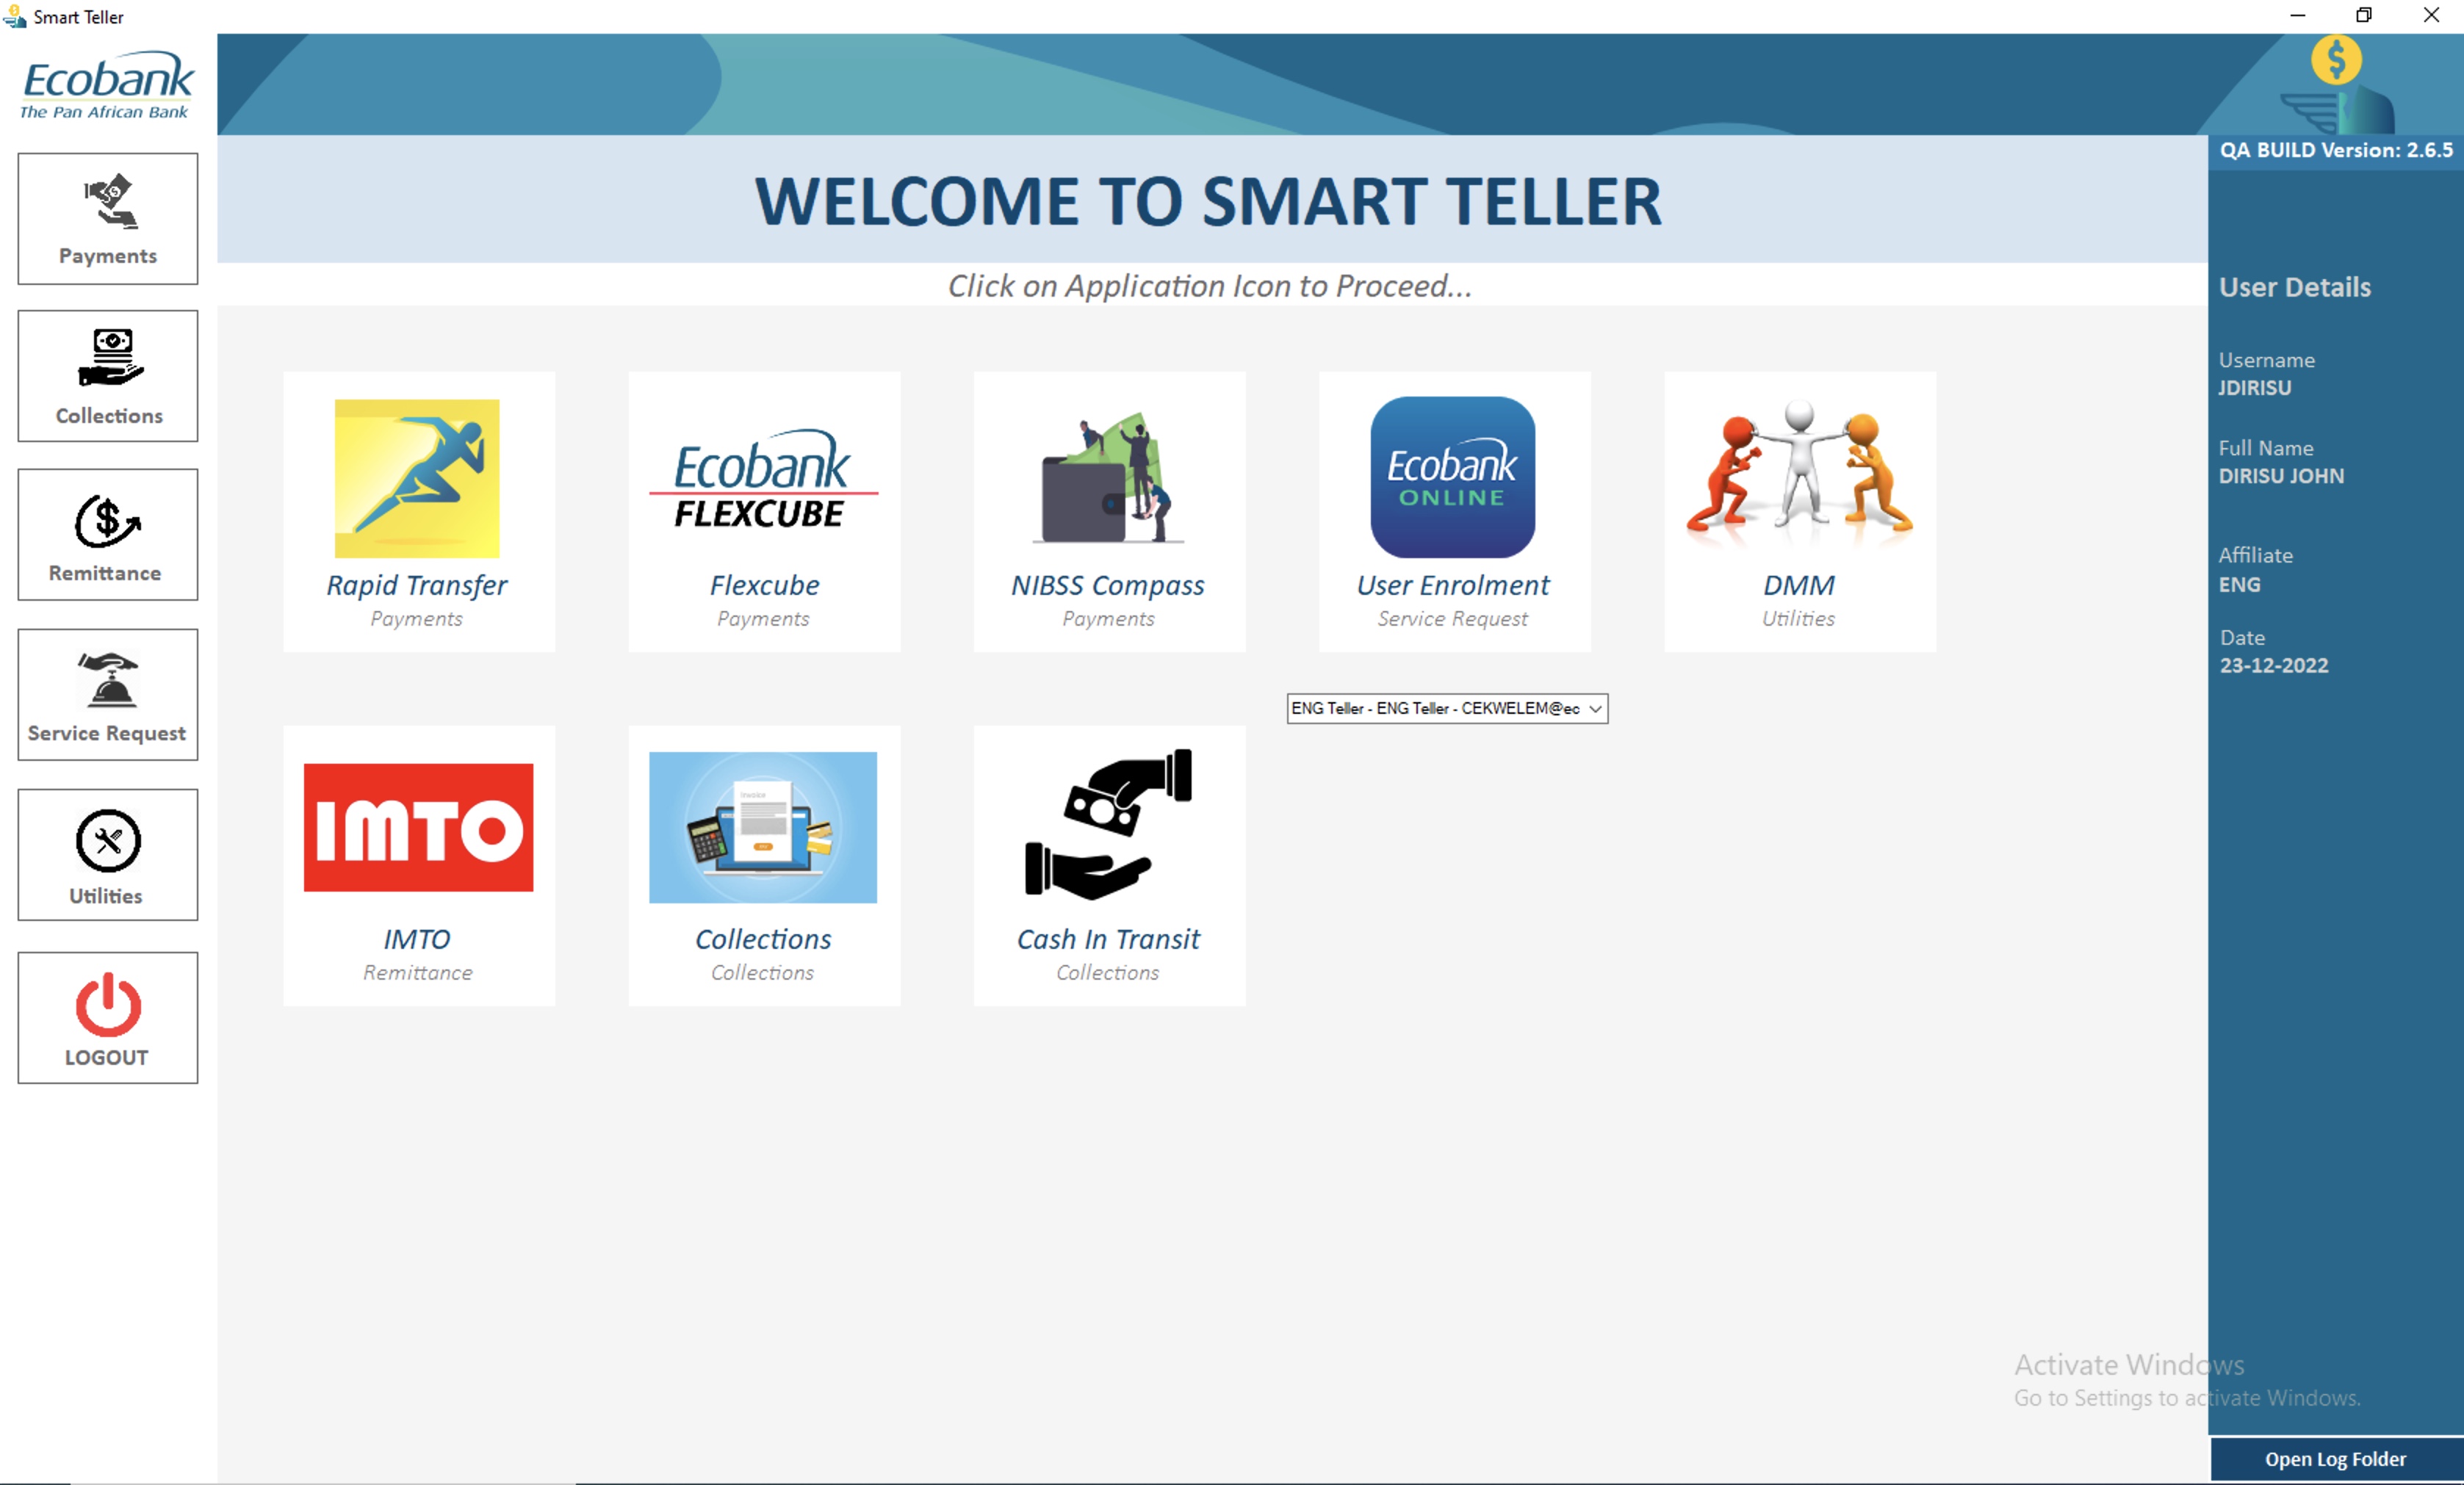 Smart Teller
Ecobank
The Pan African Bank
QA BUILD Version: 2.6.5
WELCOME TO SMART TELLER
Click on Application Icon to Proceed...
Payments
Collections
Remittance
Service Request
Utilities
LOGOUT
Rapid Transfer
Payments
Ecobank
FLEXCUBE
Flexcube
Payments
NIBSS Compass
Payments
Ecobank
ONLINE
User Enrolment
Service Request
DMM
Utilities
ENG Teller - ENG Teller - CEKWELEM@ec
IMTO
IMTO
Remittance
Invoice
Collections
Collections
Cash In Transit
Collections
User Details
Username
JDIRISU
Full Name
DIRISU JOHN
Affiliate
ENG
Date
23-12-2022
Activate Windows
Go to Settings to activate Windows.
Open Log Folder